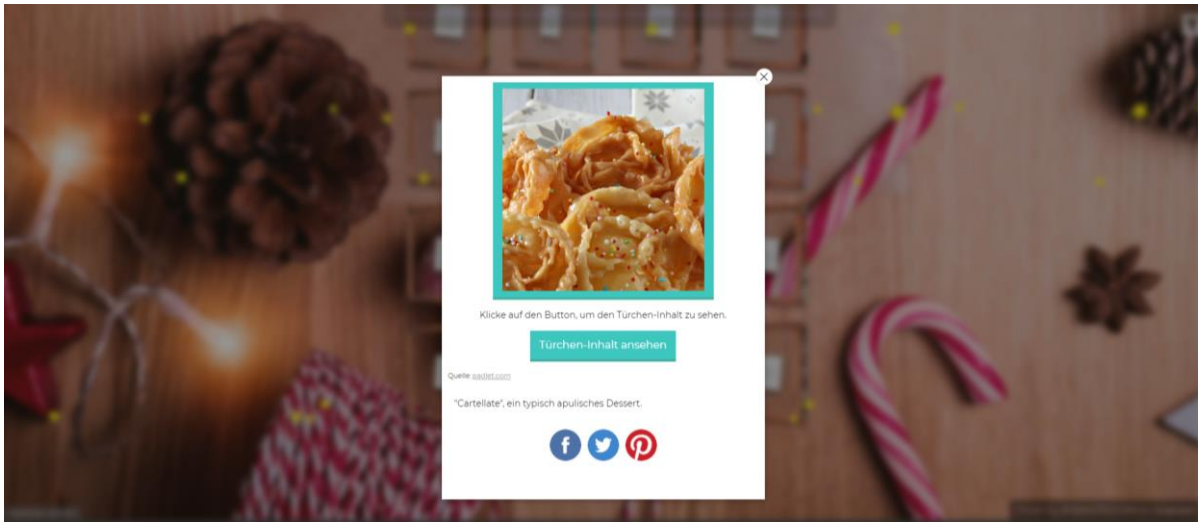 Klicke auf den Button, um den Türchen-Inhalt zu sehen.
Türchen-Inhalt ansehen
Quelle: padlet.com
"Cartellate", ein typisch apulisches Dessert.